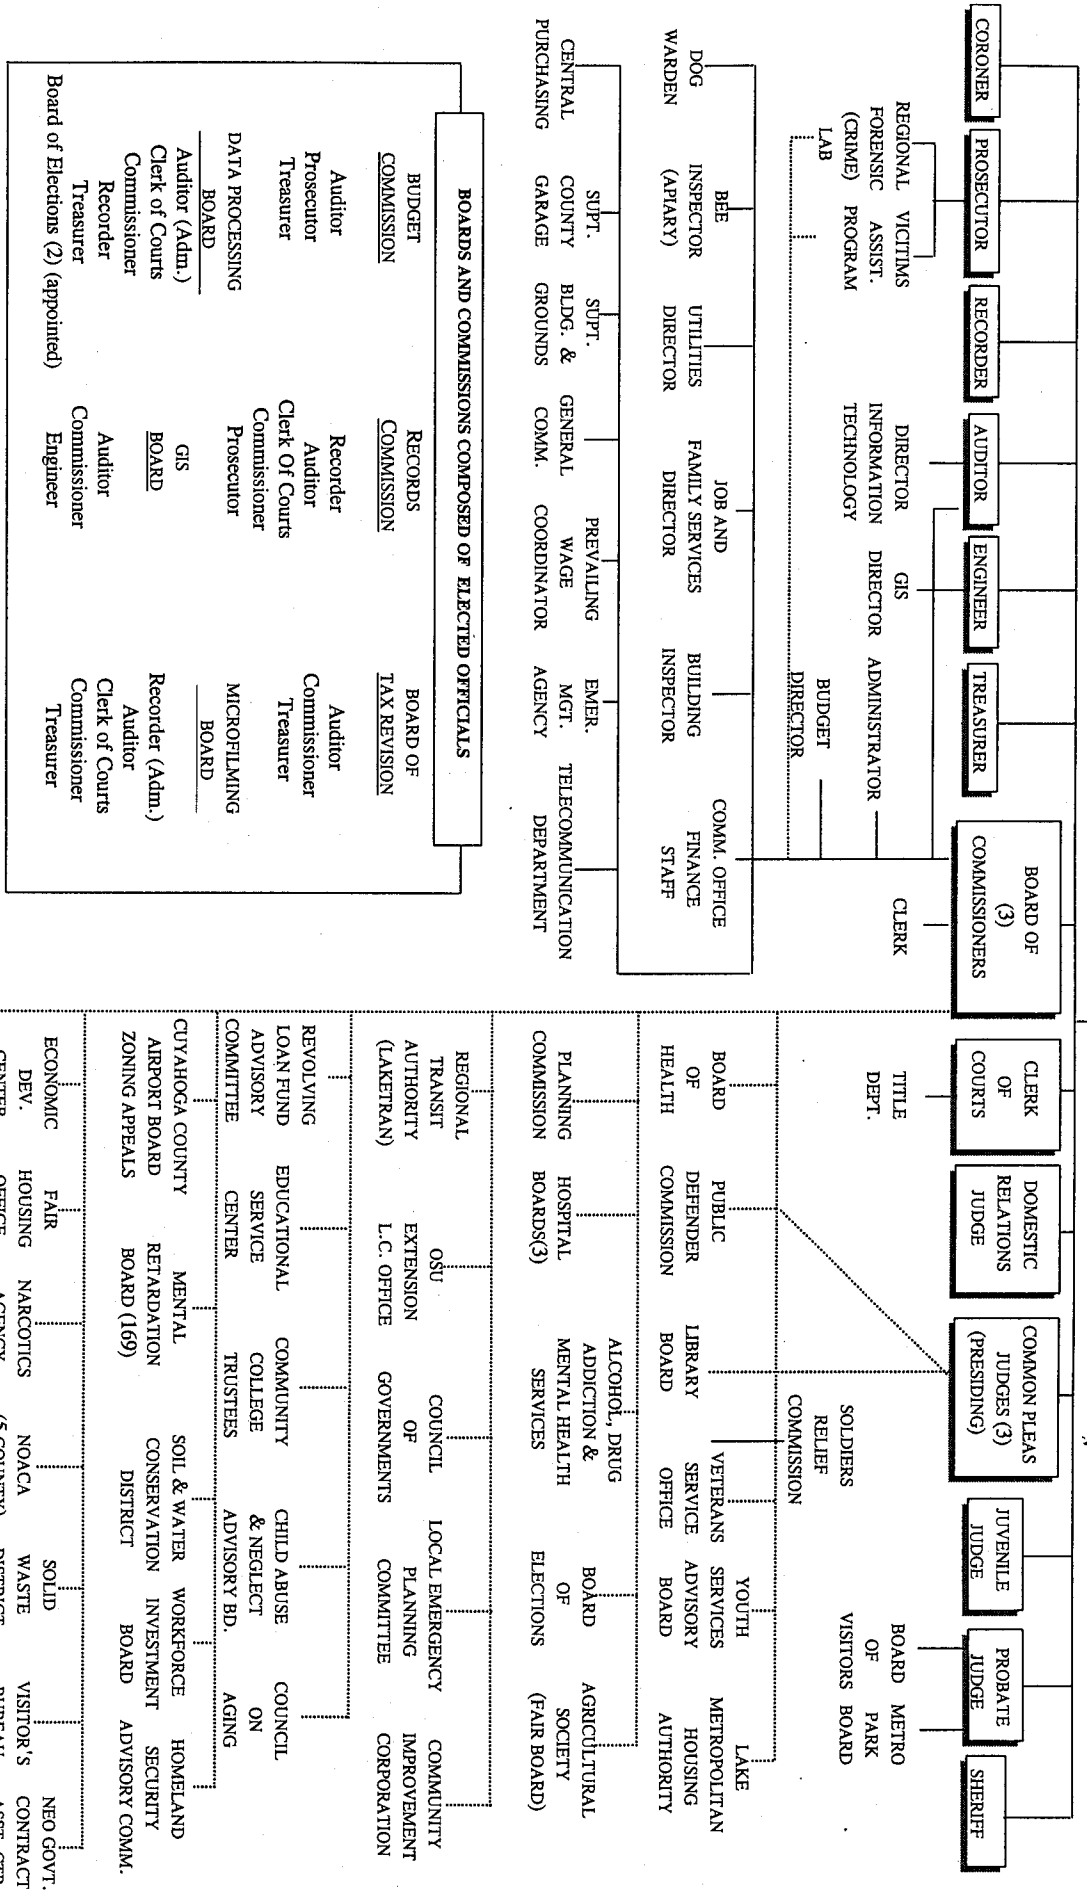 CORONER
PROSECUTOR
RECORDER
AUDITOR
ENGINEER
TREASURER
BOARD OF
(3)
COMMISSIONERS
CLERK
OF
COURTS
DOMESTIC
RELATIONS
JUDGE
COMMON PLEAS
JUDGES (3)
(PRESIDING)
JUVENILE
JUDGE
PROBATE
JUDGE
SHERIFF
REGIONAL
FORENSIC
(CRIME)
LAB
VICITIMS
ASSIST.
PROGRAM
DIRECTOR
INFORMATION
TECHNOLOGY
GIS
DIRECTOR
ADMINISTRATOR
BUDGET
DIRECTOR
CLERK
TITLE
DEPT.
SOLDIERS
RELIEF
COMMISSION
BOARD
OF
VISITORS
METRO
PARK
BOARD
DOG
WARDEN
BEE
INSPECTOR
(APIARY)
UTILITIES
DIRECTOR
JOB AND
FAMILY SERVICES
DIRECTOR
BUILDING
INSPECTOR
COMM. OFFICE
FINANCE
STAFF
CENTRAL
PURCHASING
SUPT.
COUNTY
GARAGE
SUPT.
BLDG. &
GROUNDS
GENERAL
COMM.
PREVAILING
WAGE
COORDINATOR
EMER.
MGT.
AGENCY
TELECOMMUNICATION
DEPARTMENT
BOARD
OF
HEALTH
PUBLIC
DEFENDER
COMMISSION
LIBRARY
BOARD
VETERANS
SERVICE
OFFICE
YOUTH
SERVICES
ADVISORY
BOARD
LAKE
METROPOLITAN
HOUSING
AUTHORITY
PLANNING
COMMISSION
HOSPITAL
BOARDS(3)
ALCOHOL, DRUG
ADDICTION &
MENTAL HEALTH
SERVICES
BOARD
OF
ELECTIONS
AGRICULTURAL
SOCIETY
(FAIR BOARD)
REGIONAL
TRANSIT
AUTHORITY
(LAKETRAN)
OSU
EXTENSION
L.C. OFFICE
COUNCIL
OF
GOVERNMENTS
LOCAL EMERGENCY
PLANNING
COMMITTEE
COMMUNITY
IMPROVEMENT
CORPORATION
REVOLVING
LOAN FUND
ADVISORY
COMMITTEE
EDUCATIONAL
SERVICE
CENTER
COMMUNITY
COLLEGE
TRUSTEES
CHILD ABUSE
& NEGLECT
ADVISORY BD.
COUNCIL
ON
AGING
CUYAHOGA COUNTY
AIRPORT BOARD
ZONING APPEALS
MENTAL
RETARDATION
BOARD (169)
SOIL & WATER
CONSERVATION
DISTRICT
WORKFORCE
INVESTMENT
BOARD
HOMELAND
SECURITY
ADVISORY COMM.
ECONOMIC
DEV.
CENTER
FAIR
HOUSING
OFFICE
NARCOTICS
AGENCY
NOACA
(5 COUNTY)
SOLID
WASTE
DISTRICT
VISITOR'S
BUREAU
NEO GOVT.
CONTRACT
ASST. CTR.
BOARDS AND COMMISSIONS COMPOSED OF ELECTED OFFICIALS
BUDGET
COMMISSION
Auditor
Prosecutor
Treasurer
RECORDS
COMMISSION
Recorder
Auditor
Clerk Of Courts
Commissioner
Prosecutor
BOARD OF
TAX REVISION
Auditor
Commissioner
Treasurer
DATA PROCESSING
BOARD
Auditor (Adm.)
Clerk of Courts
Commissioner
Recorder
Treasurer
Board of Elections (2) (appointed)
GIS
BOARD
Auditor
Commissioner
Engineer
MICROFILMING
BOARD
Recorder (Adm.)
Auditor
Clerk of Courts
Commissioner
Treasurer